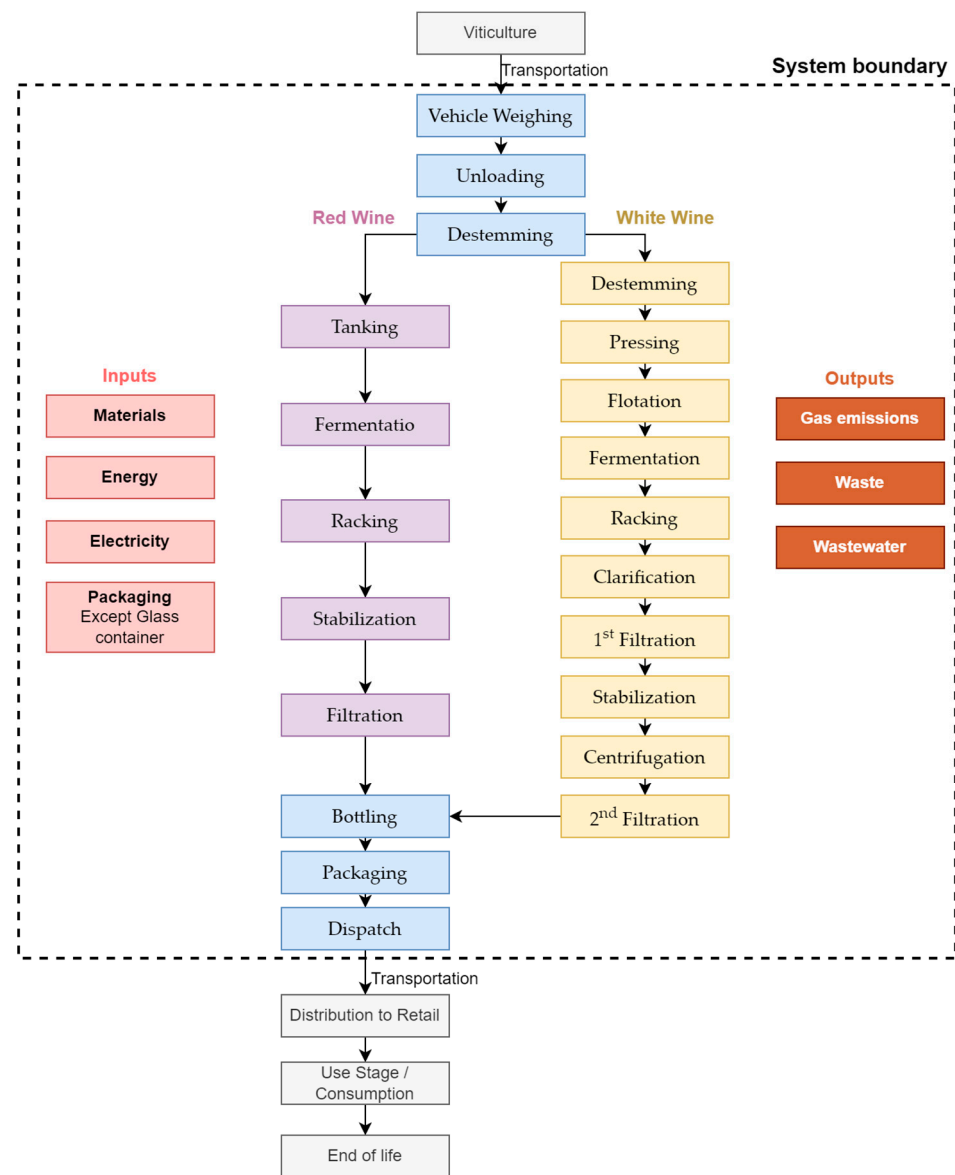 Viticulture
Transportation
System boundary
Vehicle Weighing
Unloading
Red Wine
White Wine
Destemming
Destemming
Tanking
Pressing
Inputs
Outputs
Materials
Flotation
Gas emissions
Fermentatio
Fermentation
Energy
Waste
Racking
Racking
Electricity
Wastewater
Clarification
Packaging
Except Glass
container
Stabilization
1st Filtration
Stabilization
Filtration
Centrifugation
Bottling
2nd Filtration
Packaging
Dispatch
Transportation
Distribution to Retail
Use Stage /
Consumption
End of life